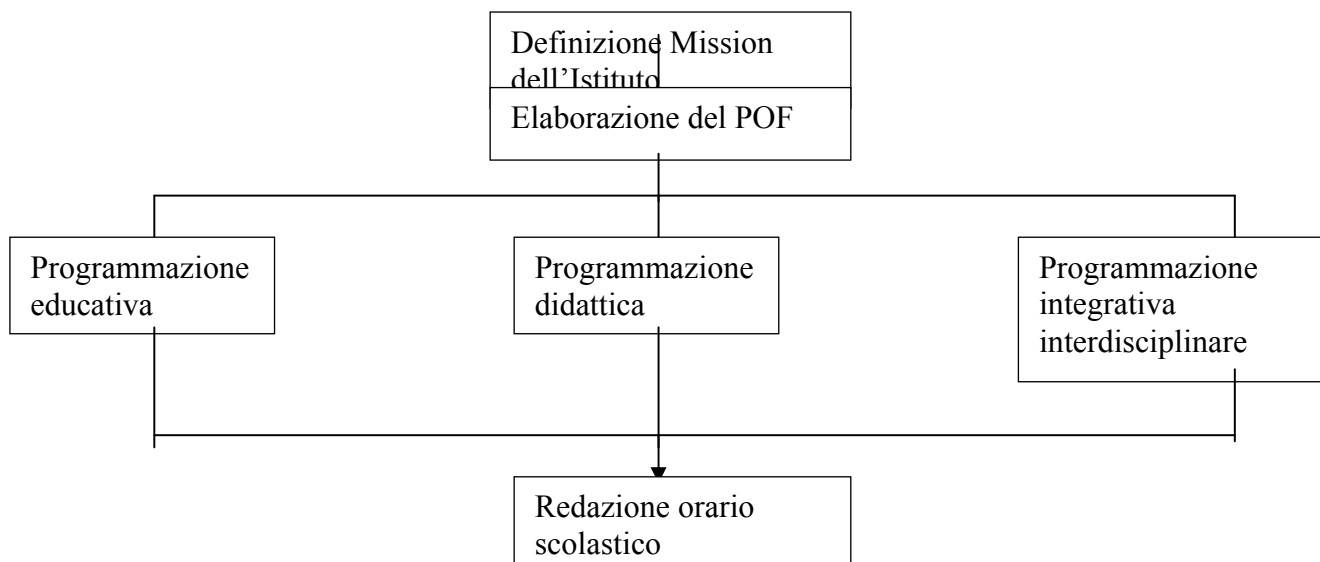 Definizione Mission
dell’Istituto
Elaborazione del POF
Programmazione
educativa
Programmazione
didattica
Programmazione
integrativa
interdisciplinare
Redazione orario
scolastico